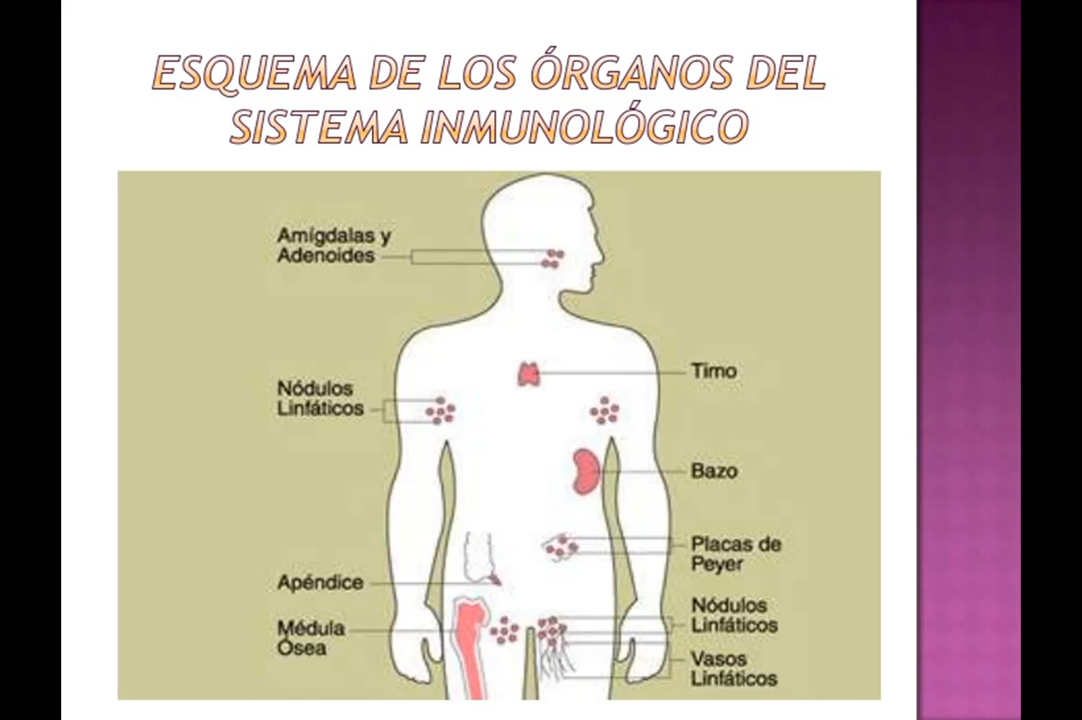 ESQUEMA DE LOS ÓRGANOS DEL
SISTEMA INMUNOLÓGICO
Amígdalas y
Adenoides
Nódulos
Linfáticos
Apéndice
Médula
Ósea
Timo
Bazo
Placas de
Peyer
Nódulos
Linfáticos
Vasos
Linfáticos